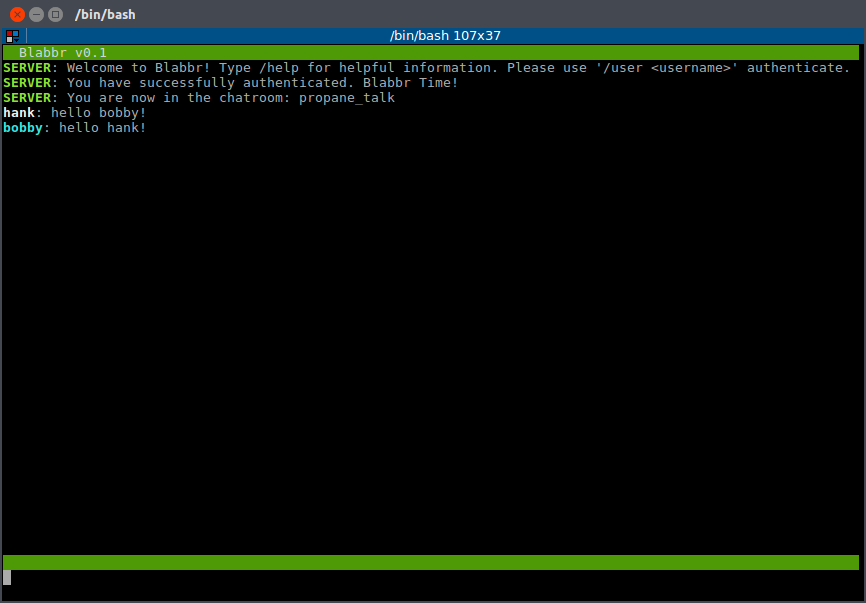 /bin/bash
/bin/bash 107x37
Blabbr v0.1
SERVER: Welcome to Blabbr! Type /help for helpful information. Please use '/user <username>' authenticate.
SERVER: You have successfully authenticated. Blabbr Time!
SERVER: You are now in the chatroom: propane_talk
hank: hello bobby!
bobby: hello hank!